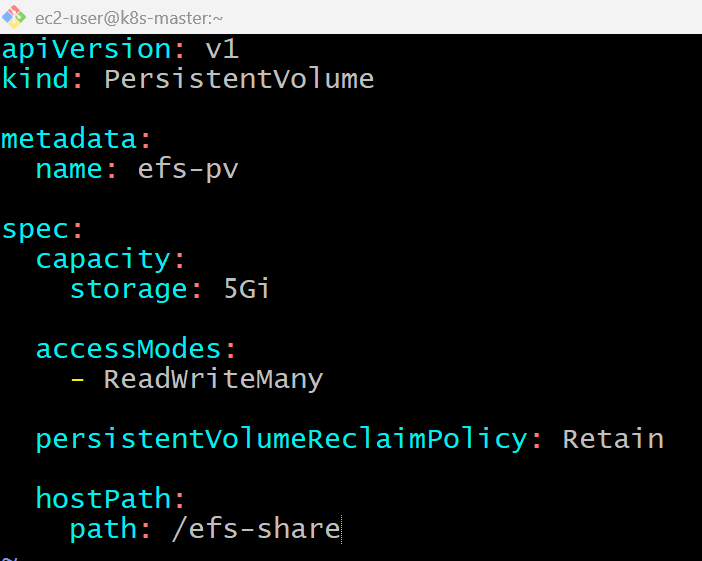 ec2-user@k8s-master:~
apiVersion: v1
kind: PersistentVolume
metadata:
  name: efs-pv
spec:
  capacity:
    storage: 5Gi
  accessModes:
    - ReadWriteMany
  persistentVolumeReclaimPolicy: Retain
  hostPath:
    path: /efs-share
~